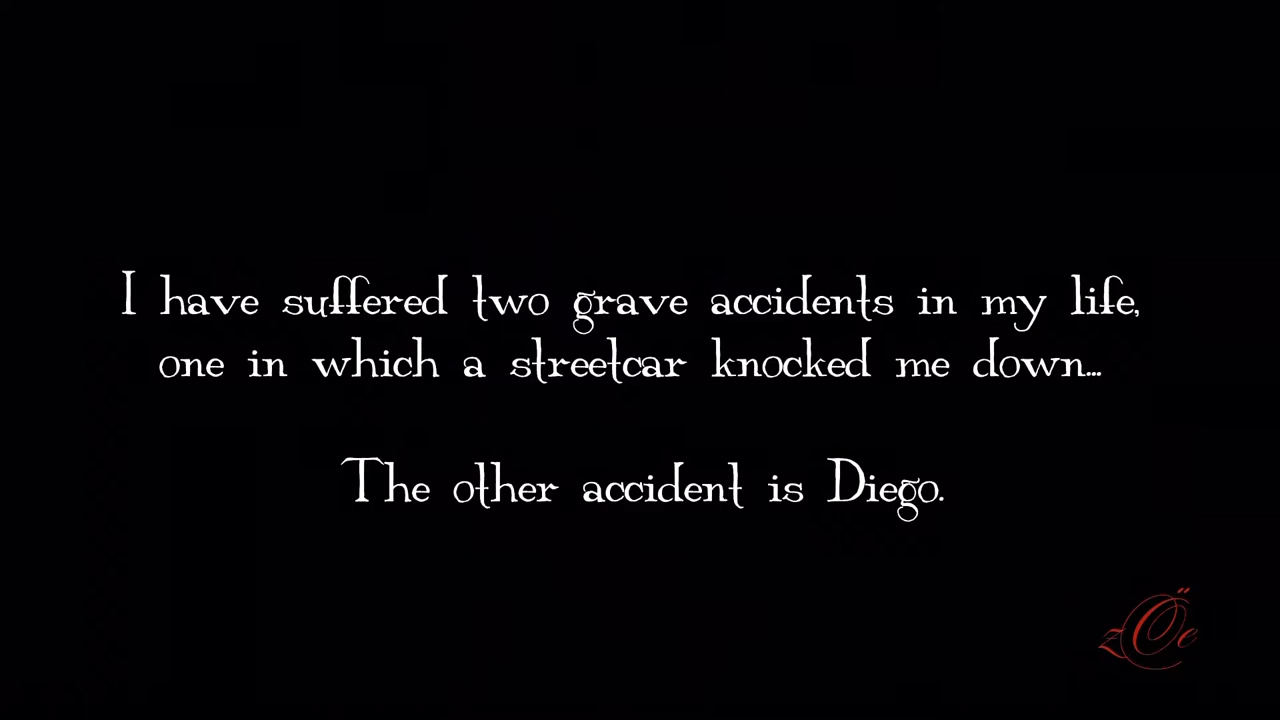 I have suffered two grave accidents in my life,
one in which a streetcar knocked me down...
The other accident is Diego.
zÖe